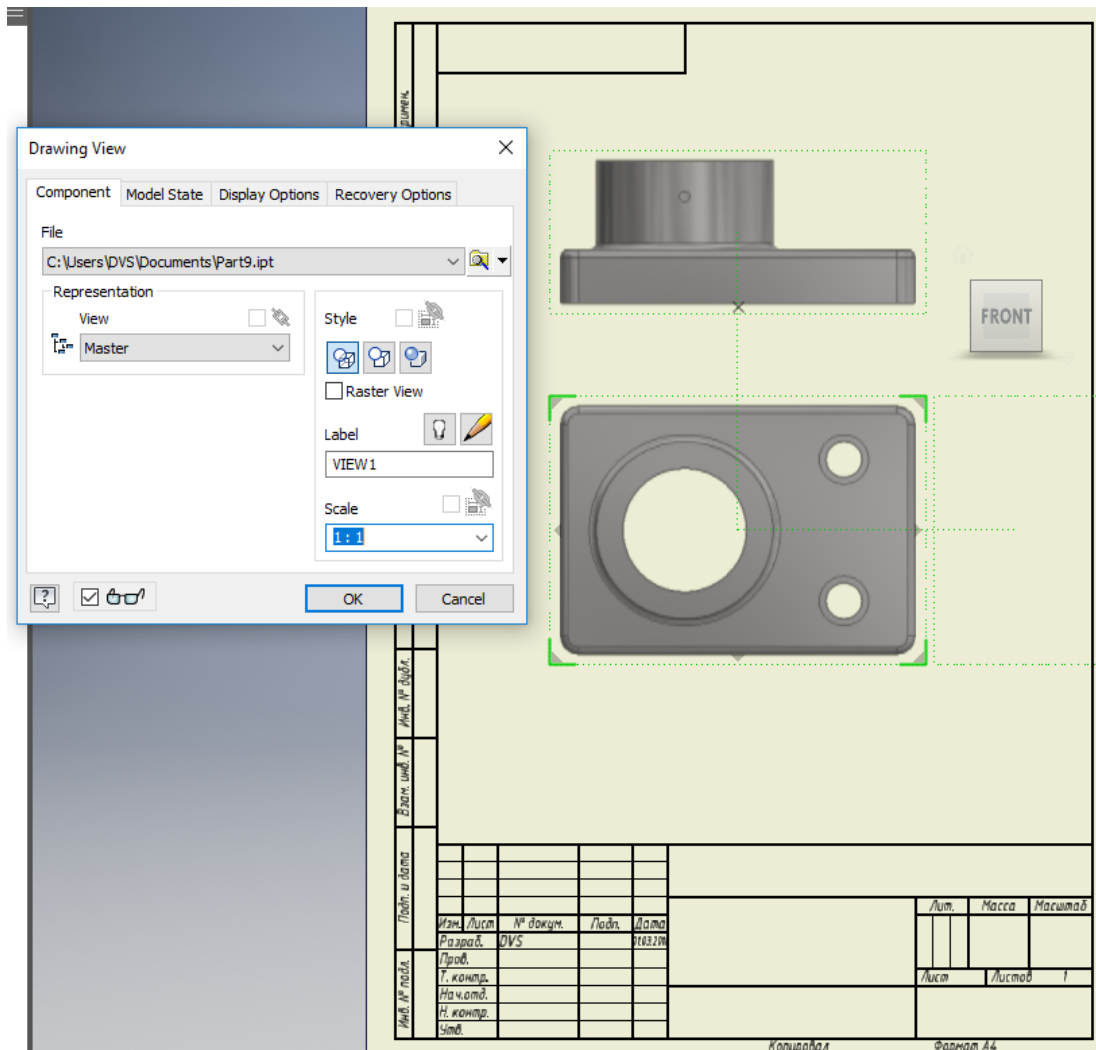 Drawing View
Component Model State Display Options Recovery Options
File
C:\Users\DVS\Documents\Part9.ipt
Representation
View
Master
Style
Raster View
Label
VIEW1
Scale
1 : 1
OK Cancel
FRONT
Инв. № дубл.
Взам. инв. №
Подп. и дата
Инв. № подл.
Изм. Лист № докум. Подп. Дата
Разраб. DVS
Пров.
Т. контр.
Нач.отд.
Н. контр.
Утв.
Лит. Масса Масштаб
Лист Листов 1
Копировал Формат А4